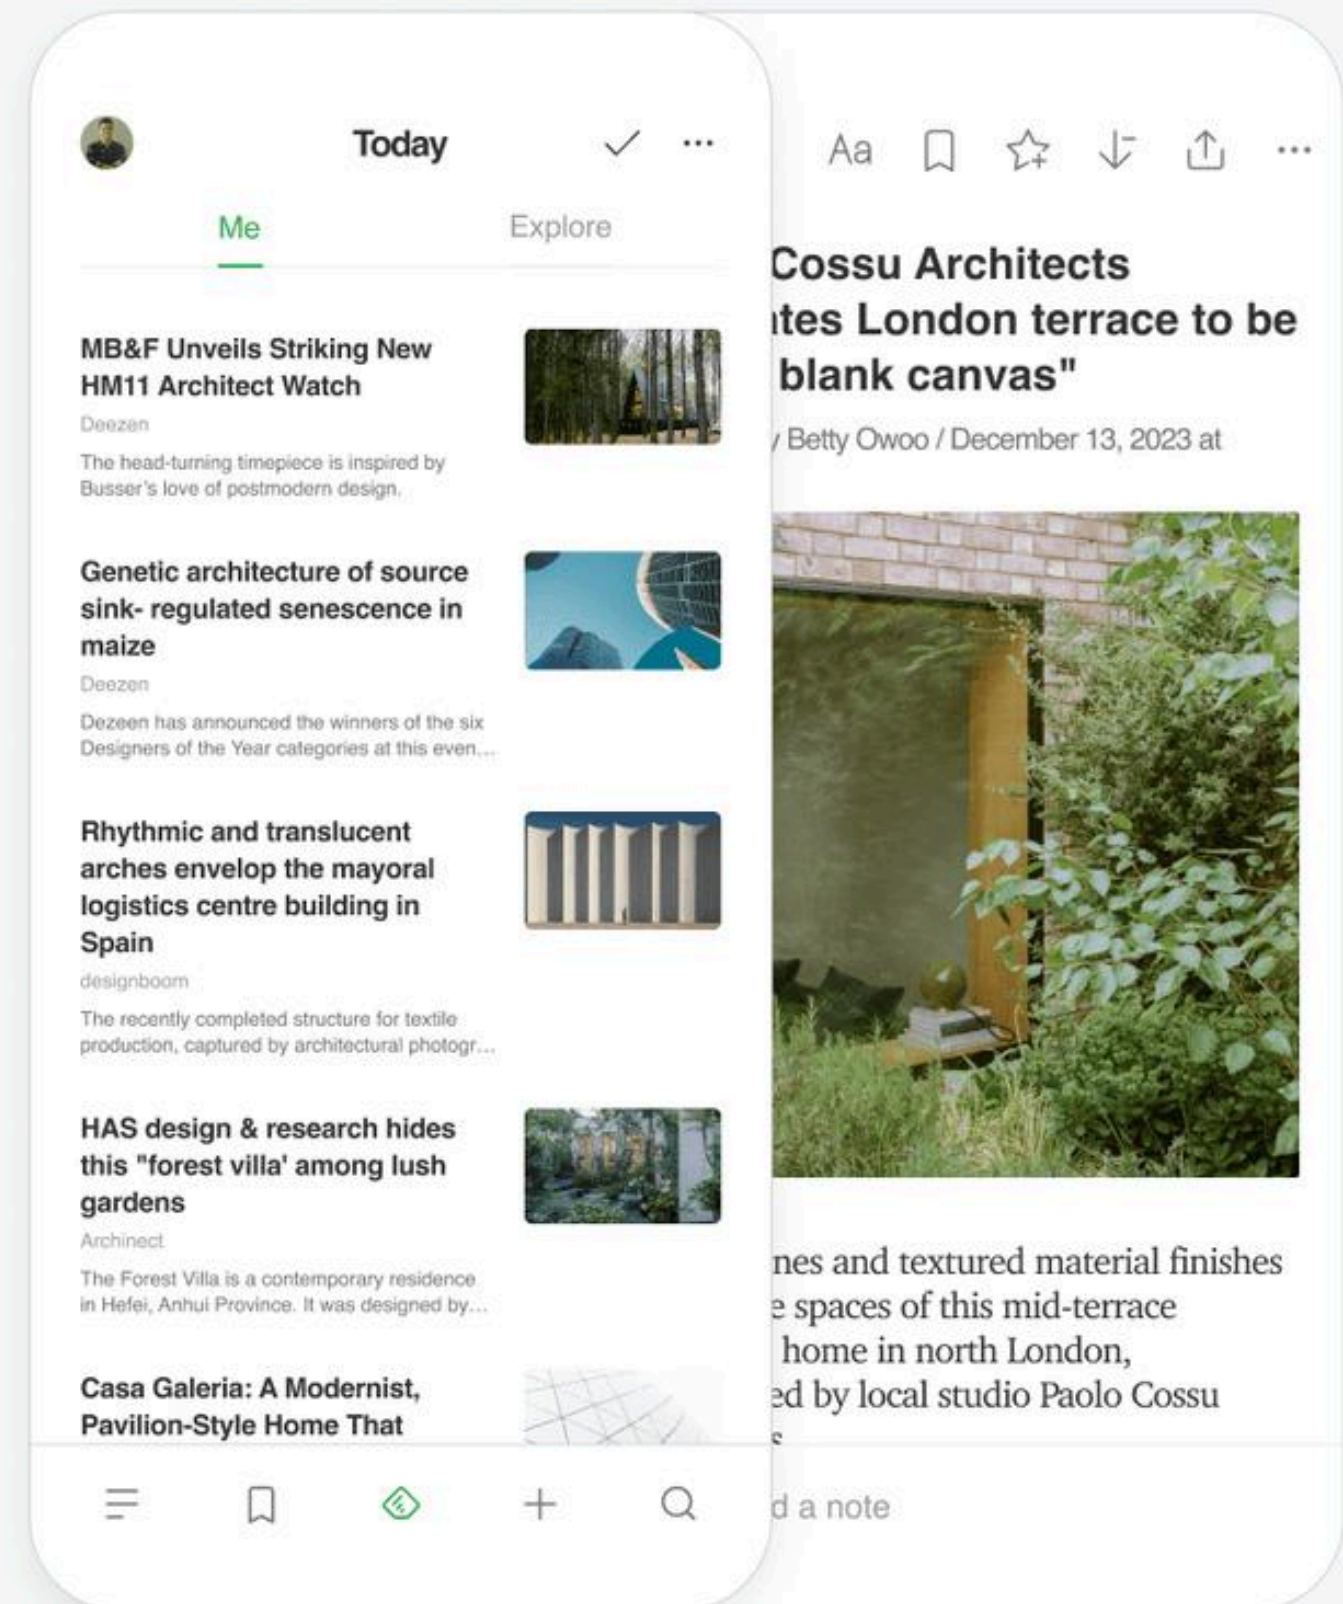 Today
Me
Explore
MB&F Unveils Striking New
HM11 Architect Watch
Deezen
The head-turning timepiece is inspired by
Busser's love of postmodern design.
Genetic architecture of source
sink- regulated senescence in
maize
Deezen
Dezeen has announced the winners of the six
Designers of the Year categories at this even...
Rhythmic and translucent
arches envelop the mayoral
logistics centre building in
Spain
designboom
The recently completed structure for textile
production, captured by architectural photogr...
HAS design & research hides
this "forest villa' among lush
gardens
Archinect
The Forest Villa is a contemporary residence
in Hefei, Anhui Province. It was designed by...
Casa Galeria: A Modernist,
Pavilion-Style Home That
Aa
Cossu Architects
tes London terrace to be
blank canvas"
Betty Owoo / December 13, 2023 at
nes and textured material finishes
e spaces of this mid-terrace
home in north London,
ed by local studio Paolo Cossu
d a note